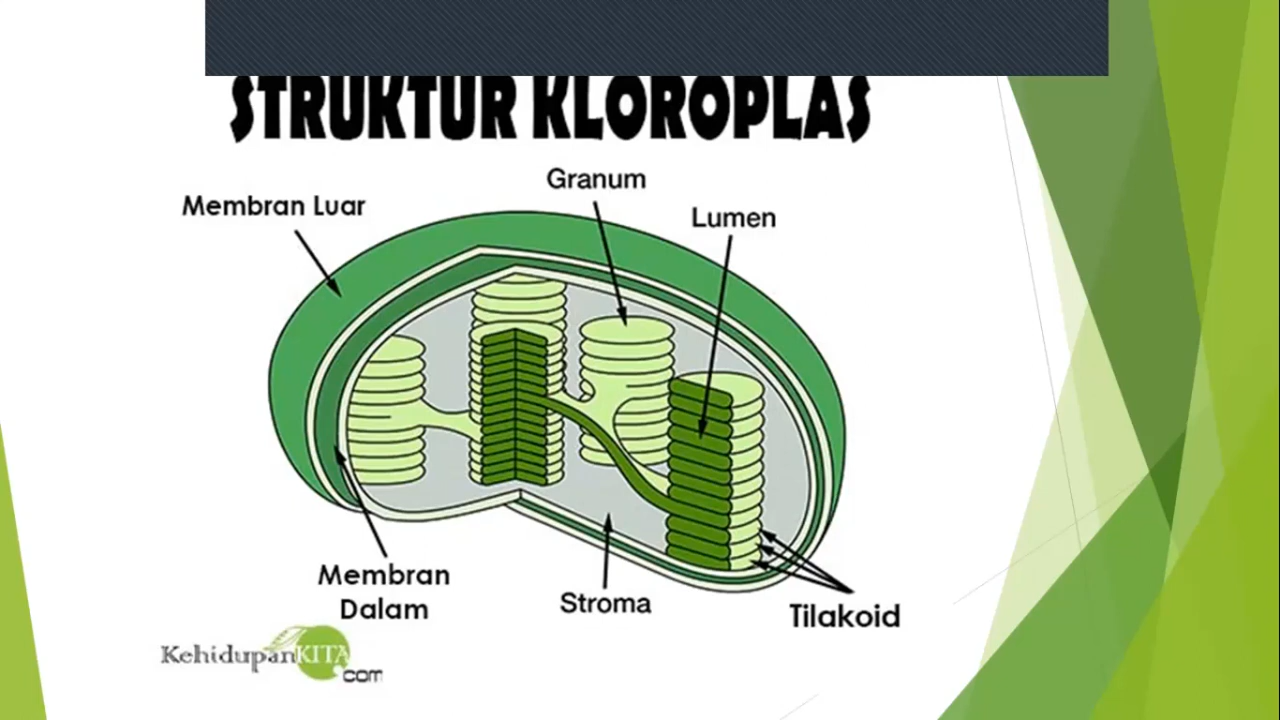 STRUKTUR KLOROPLAS
Granum
Membran Luar
Lumen
Membran
Dalam
Stroma
Tilakoid
KehidupanKITA
.com